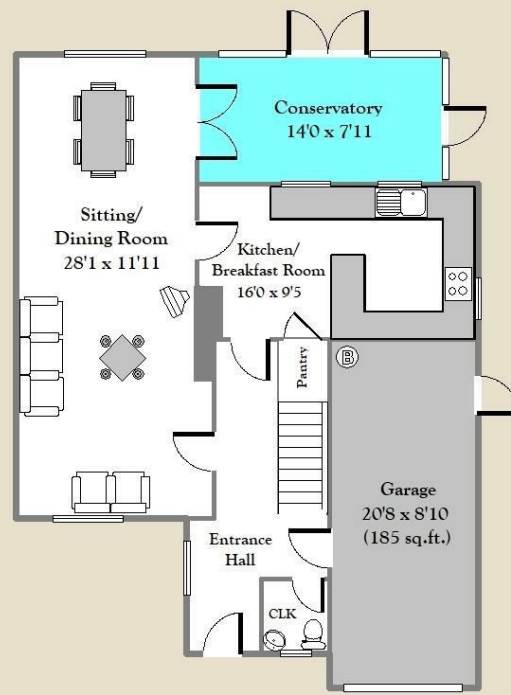 Conservatory
14'0 x 7'11
Sitting/
Dining Room
28'1 x 11'11
Kitchen/
Breakfast Room
16'0 x 9'5
Pantry
B
Garage
20'8 x 8'10
(185 sq.ft.)
Entrance
Hall
CLK